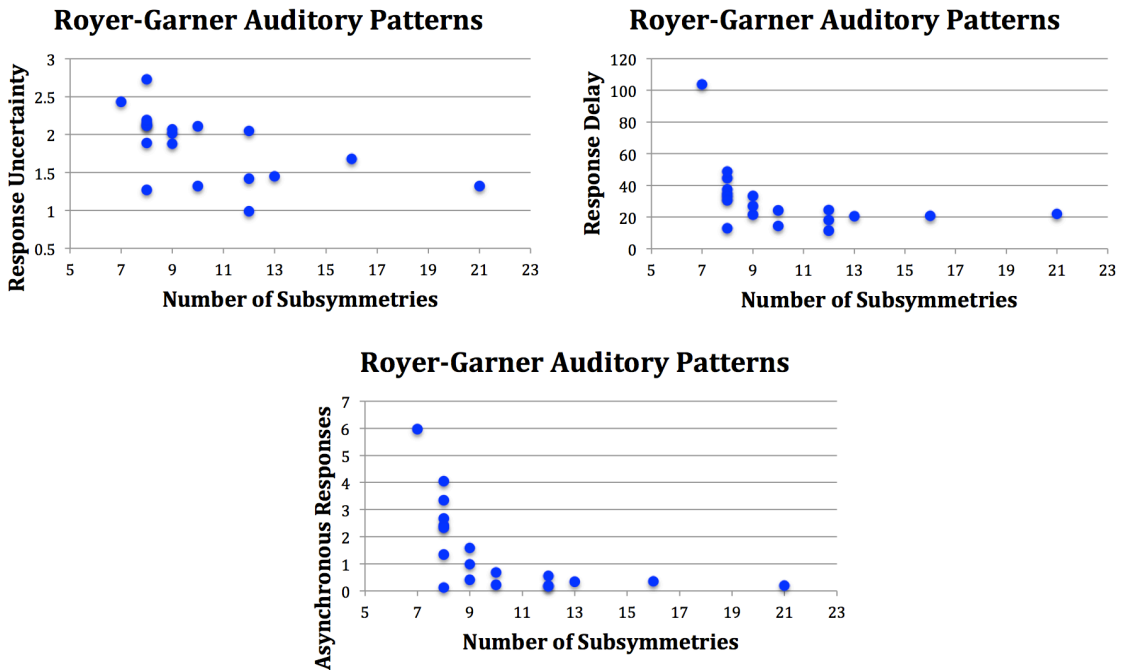 Royer-Garner Auditory Patterns
Response Uncertainty
3
2.5
2
1.5
1
0.5
5 7 9 11 13 15 17 19 21 23
Number of Subsymmetries
Royer-Garner Auditory Patterns
Response Delay
120
100
80
60
40
20
0
5 7 9 11 13 15 17 19 21 23
Number of Subsymmetries
Royer-Garner Auditory Patterns
Asynchronous Responses
7
6
5
4
3
2
1
0
5 7 9 11 13 15 17 19 21 23
Number of Subsymmetries